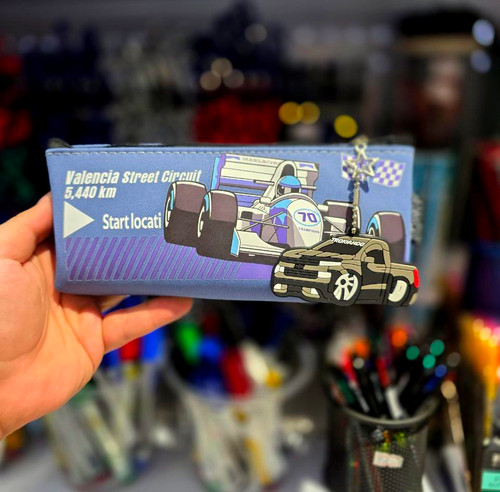 Valencia Street Circuit
5,440 km
Start locati
70